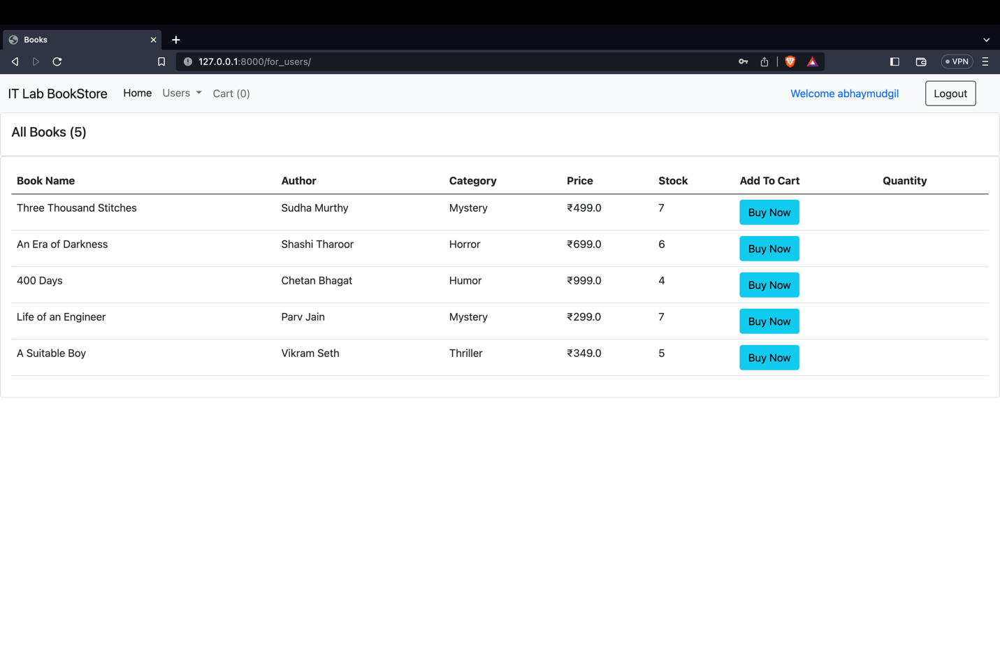 Books
127.0.0.1:8000/for_users/
VPN
IT Lab BookStore Home Users Cart (0) Welcome abhaymudgil Logout
All Books (5)
Book Name Author Category Price Stock Add To Cart Quantity
Three Thousand Stitches Sudha Murthy Mystery ₹499.0 7 Buy Now
An Era of Darkness Shashi Tharoor Horror ₹699.0 6 Buy Now
400 Days Chetan Bhagat Humor ₹999.0 4 Buy Now
Life of an Engineer Parv Jain Mystery ₹299.0 7 Buy Now
A Suitable Boy Vikram Seth Thriller ₹349.0 5 Buy Now